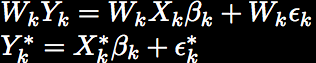 W_k Y_k = W_k X_k β_k + W_k ϵ_k
Y_k^* = X_k^* β_k + ϵ_k^*